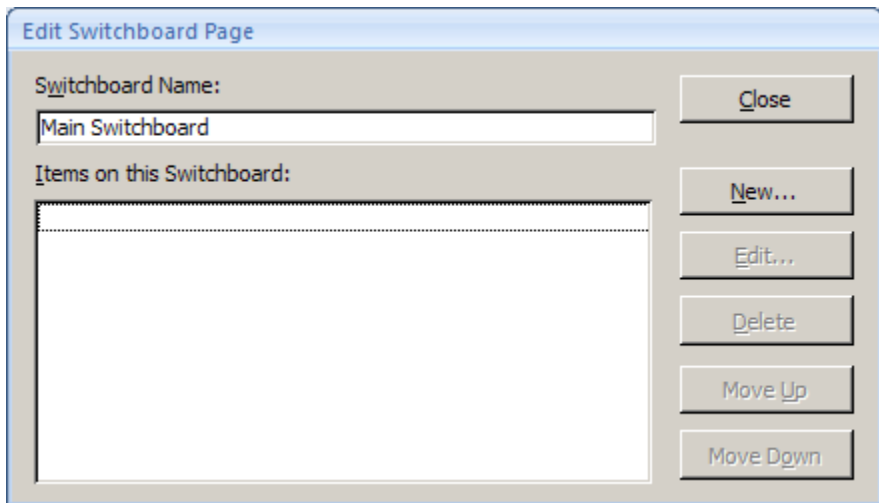 Edit Switchboard Page
Switchboard Name:
Close
Main Switchboard
Items on this Switchboard:
New...
Edit...
Delete
Move Up
Move Down